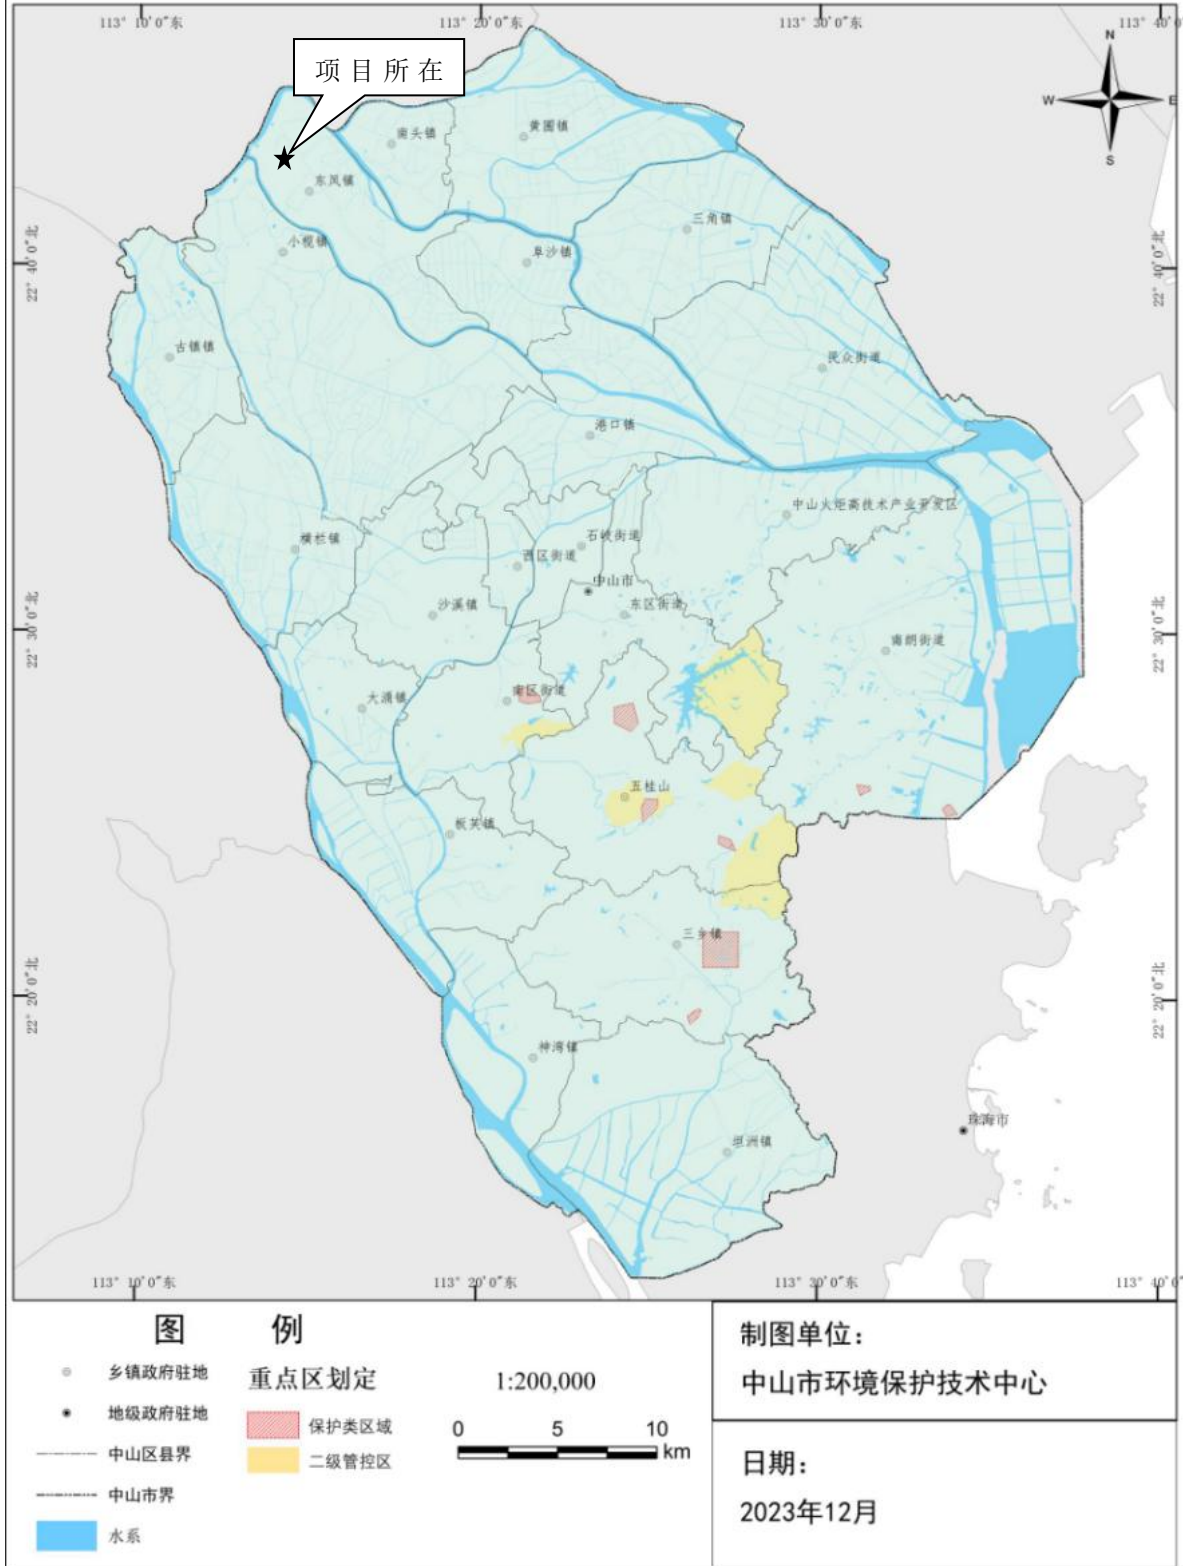 113° 10′0″东
113° 20′0″东
113° 30′0″东
113° 40′0
N
W
E
S
项目所在
南头镇
黄圃镇
东凤镇
小榄镇
三角镇
阜沙镇
22° 40′0″北
22° 40′0″北
古镇镇
民众街道
港口镇
中山火炬高技术产业开发区
横栏镇
石岐街道
西区街道
中山市
沙溪镇
东区街道
22° 30′0″北
22° 30′0″北
南朗街道
大涌镇
南区街道
五桂山
板芙镇
三乡镇
22° 20′0″北
22° 20′0″北
神湾镇
珠海市
坦洲镇
113° 10′0″东
113° 20′0″东
113° 30′0″东
113° 40′0
图 例
乡镇政府驻地
地级政府驻地
中山区县界
中山市界
水系
重点区划定
保护类区域
二级管控区
1:200,000
0 5 10
km
制图单位：
中山市环境保护技术中心
日期：
2023年12月